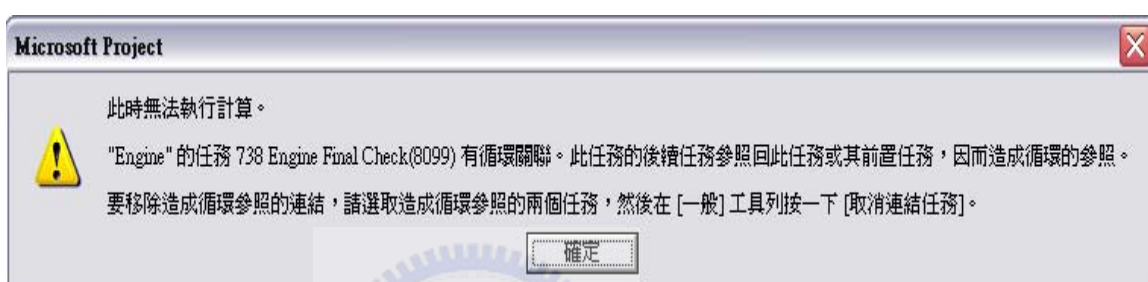 Microsoft Project
此時無法執行計算。
"Engine" 的任務 738 Engine Final Check(8099) 有循環關聯。此任務的後續任務參照回此任務或其前置任務，因而造成循環的參照。
要移除造成循環參照的連結，請選取造成循環參照的兩個任務，然後在 [一般] 工具列按一下 [取消連結任務]。
確定